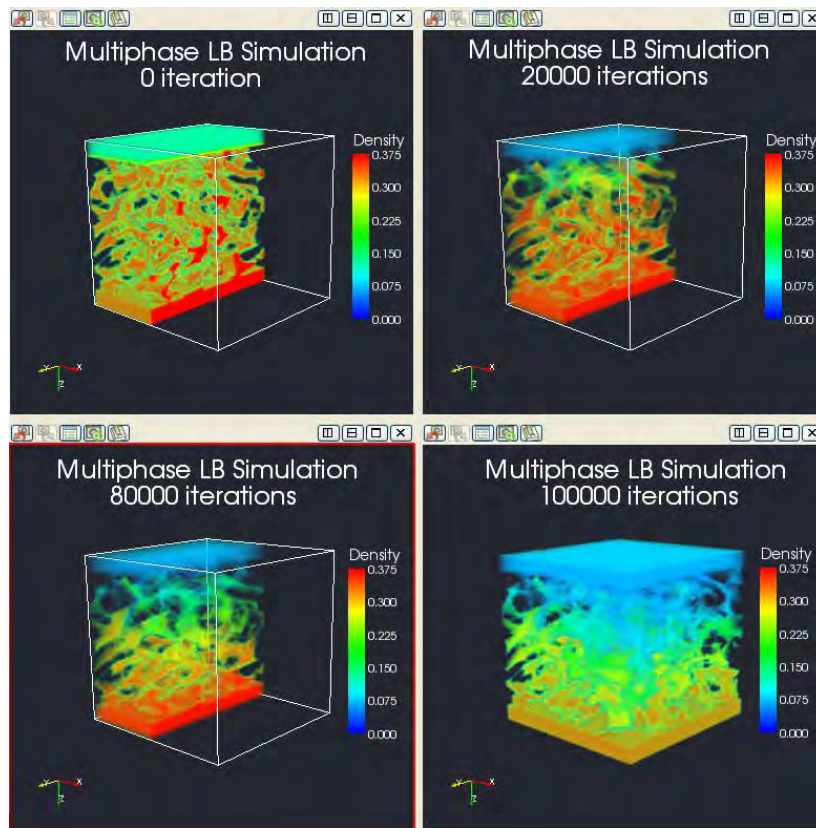 Multiphase LB Simulation
0 iteration
Density
0.375
0.300
0.225
0.150
0.075
0.000
Y
X
Z
Multiphase LB Simulation
20000 iterations
Density
0.375
0.300
0.225
0.150
0.075
0.000
Y
X
Z
Multiphase LB Simulation
80000 iterations
Density
0.375
0.300
0.225
0.150
0.075
0.000
Y
X
Z
Multiphase LB Simulation
100000 iterations
Density
0.375
0.300
0.225
0.150
0.075
0.000
Y
X
Z